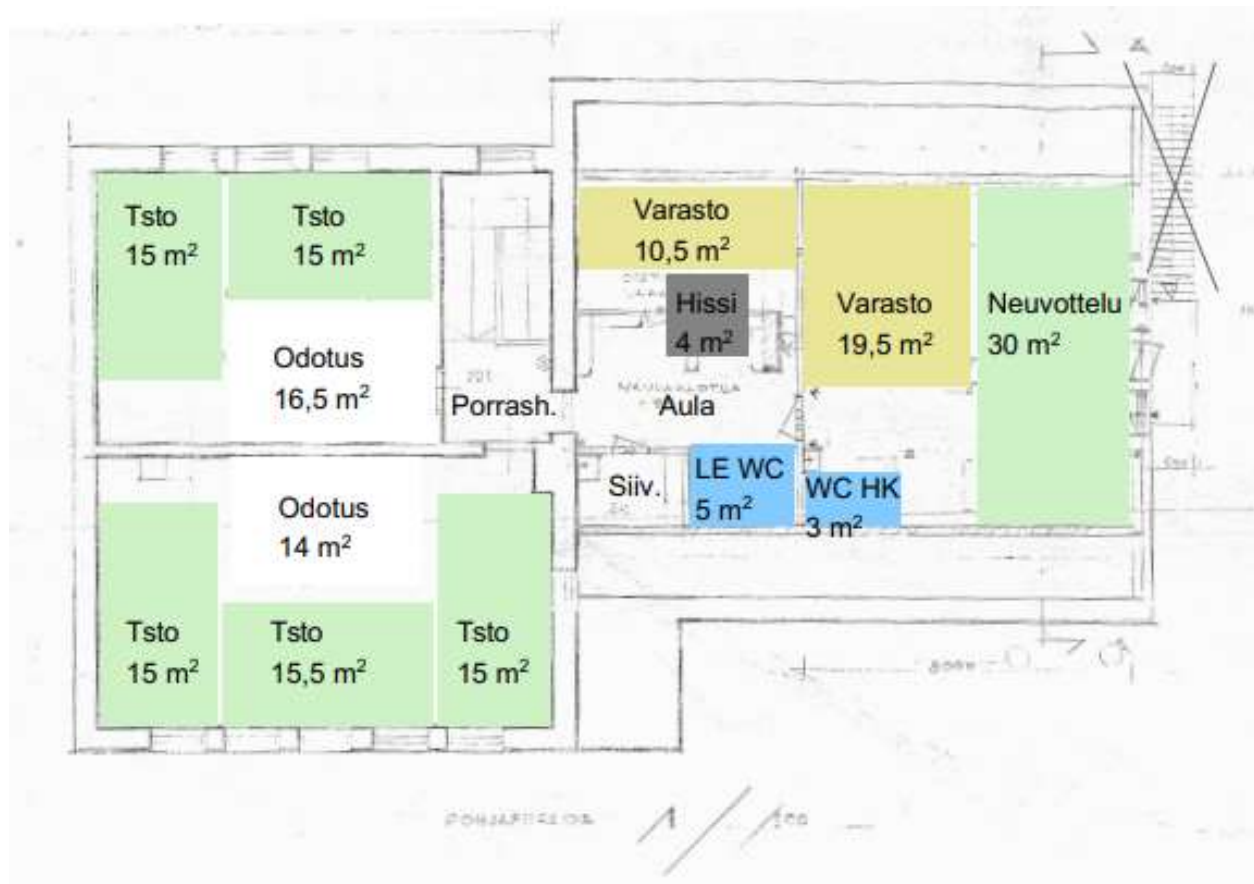 Tsto
15 m²
Tsto
15 m²
Odotus
16,5 m²
Porrash.
Varasto
10,5 m²
Hissi
4 m²
Varasto
19,5 m²
Neuvottelu
30 m²
Aula
Siiv.
LE WC
5 m²
WC HK
3 m²
Odotus
14 m²
Tsto
15 m²
Tsto
15,5 m²
Tsto
15 m²